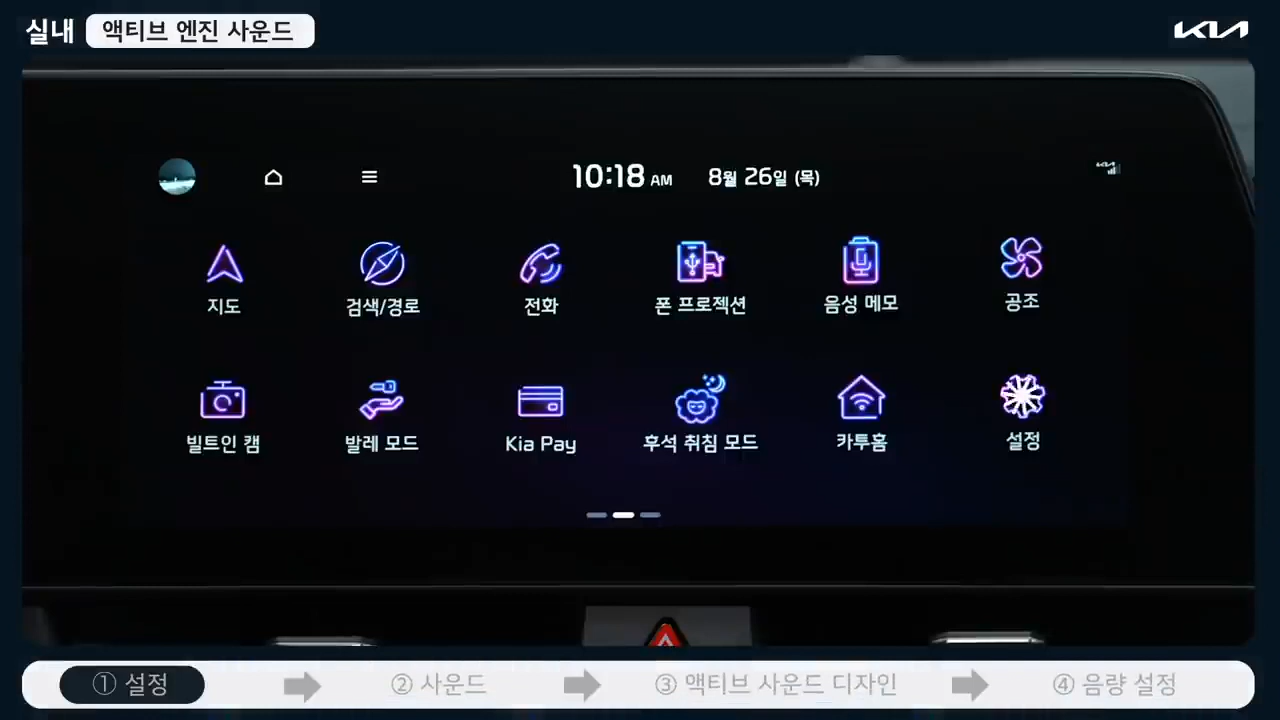 실내 액티브 엔진 사운드
KIA
10:18 AM 8월 26일 (목)
지도 검색/경로 전화 폰 프로젝션 음성 메모 공조
빌트인 캠 발레 모드 Kia Pay 후석 취침 모드 카투홈 설정
① 설정 ② 사운드 ③ 액티브 사운드 디자인 ④ 음량 설정